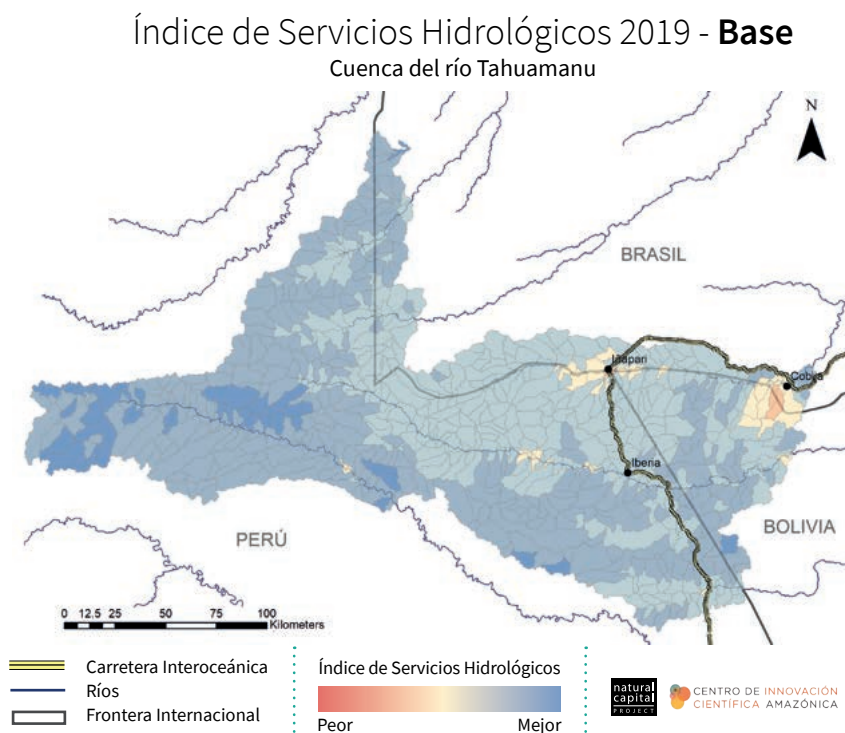 Índice de Servicios Hidrológicos 2019 - Base
Cuenca del río Tahuamanu
N
BRASIL
Iñapari
Cobija
Iberia
BOLIVIA
PERÚ
0 12.5 25 50 75 100
Kilometers
Carretera Interoceánica
Ríos
Frontera Internacional
Índice de Servicios Hidrológicos
Peor Mejor
natural
capital
PROJECT
CENTRO DE INNOVACIÓN
CIENTÍFICA AMAZÓNICA